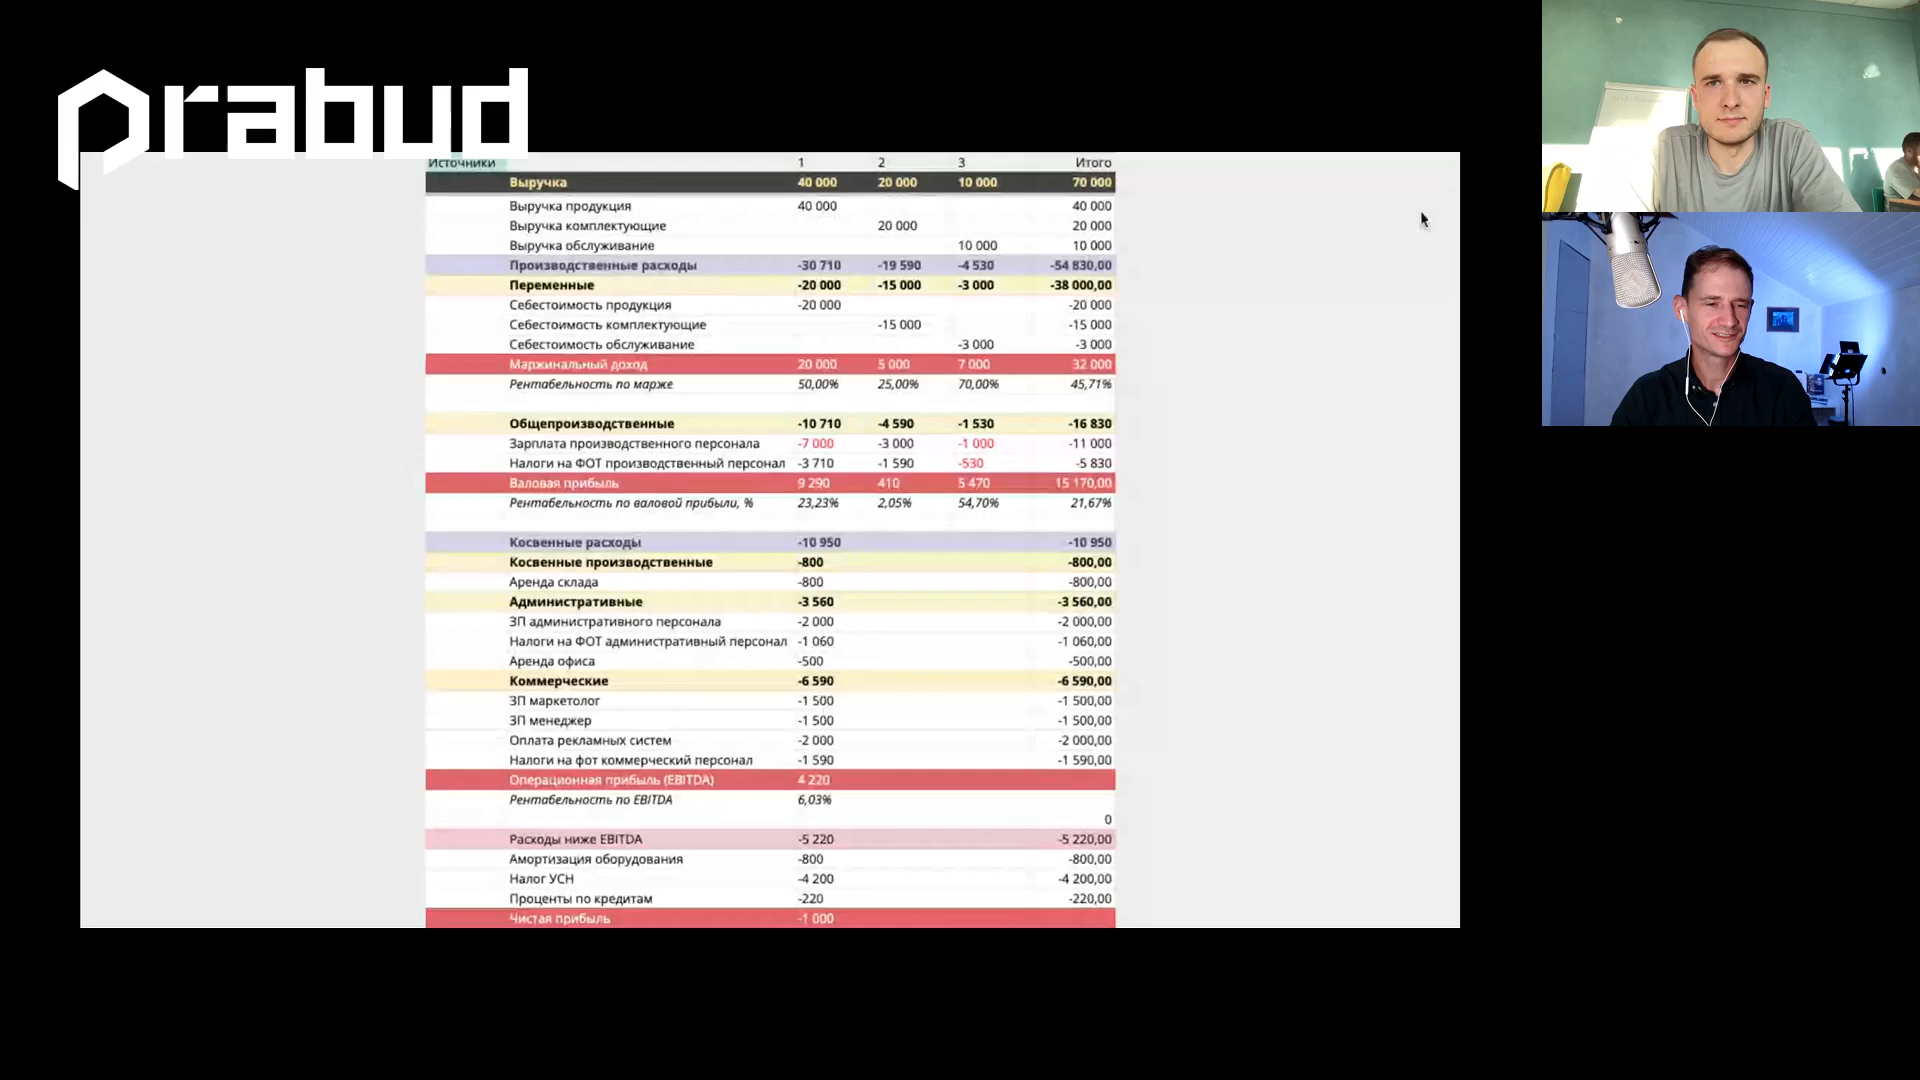 prabud
Источники 1 2 3 Итого
Выручка 40 000 20 000 10 000 70 000
Выручка продукция 40 000 40 000
Выручка комплектующие 20 000 20 000
Выручка обслуживание 10 000 10 000
Производственные расходы -30 710 -19 590 -4 530 -54 830,00
Переменные -20 000 -15 000 -3 000 -38 000,00
Себестоимость продукция -20 000 -20 000
Себестоимость комплектующие -15 000 -15 000
Себестоимость обслуживание -3 000 -3 000
Маржинальный доход 20 000 5 000 7 000 32 000
Рентабельность по марже 50,00% 25,00% 70,00% 45,71%
Общепроизводственные -10 710 -4 590 -1 530 -16 830
Зарплата производственного персонала -7 000 -3 000 -1 000 -11 000
Налоги на ФОТ производственный персонал -3 710 -1 590 -530 -5 830
Валовая прибыль 9 290 410 5 470 15 170,00
Рентабельность по валовой прибыли, % 23,23% 2,05% 54,70% 21,67%
Косвенные расходы -10 950 -10 950
Косвенные производственные -800 -800,00
Аренда склада -800 -800,00
Административные -3 560 -3 560,00
ЗП административного персонала -2 000 -2 000,00
Налоги на ФОТ административный персонал -1 060 -1 060,00
Аренда офиса -500 -500,00
Коммерческие -6 590 -6 590,00
ЗП маркетолог -1 500 -1 500,00
ЗП менеджер -1 500 -1 500,00
Оплата рекламных систем -2 000 -2 000,00
Налоги на фот коммерческий персонал -1 590 -1 590,00
Операционная прибыль (EBITDA) 4 220
Рентабельность по EBITDA 6,03%
0
Расходы ниже EBITDA -5 220 -5 220,00
Амортизация оборудования -800 -800,00
Налог УСН -4 200 -4 200,00
Проценты по кредитам -220 -220,00
Чистая прибыль -1 000